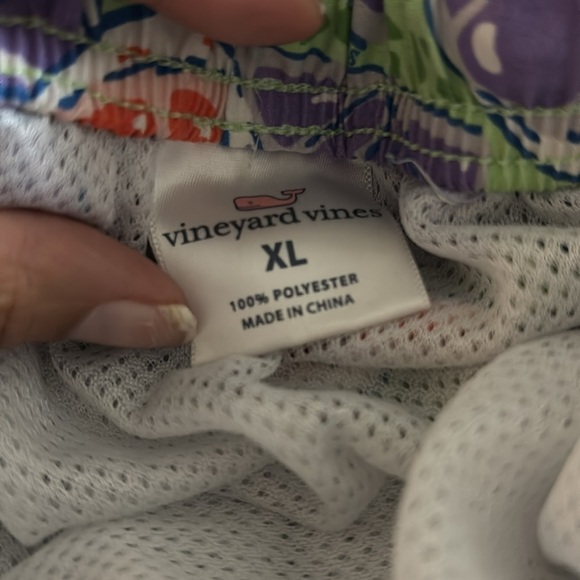 vineyard vines
XL
100% POLYESTER
MADE IN CHINA